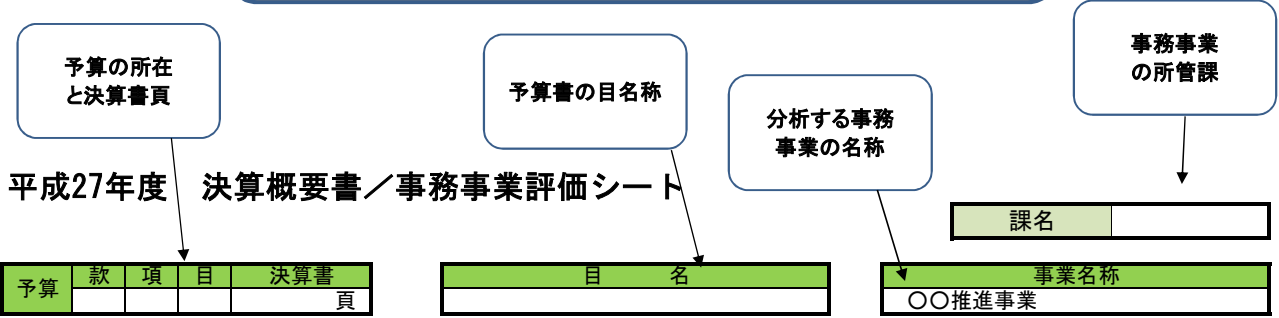 予算の所在
と決算書頁
予算書の目名称
分析する事務
事業の名称
事務事業
の所管課
平成27年度　決算概要書／事務事業評価シート
課名
予算 款 項 目 決算書
頁
目　名
事業名称
〇〇推進事業